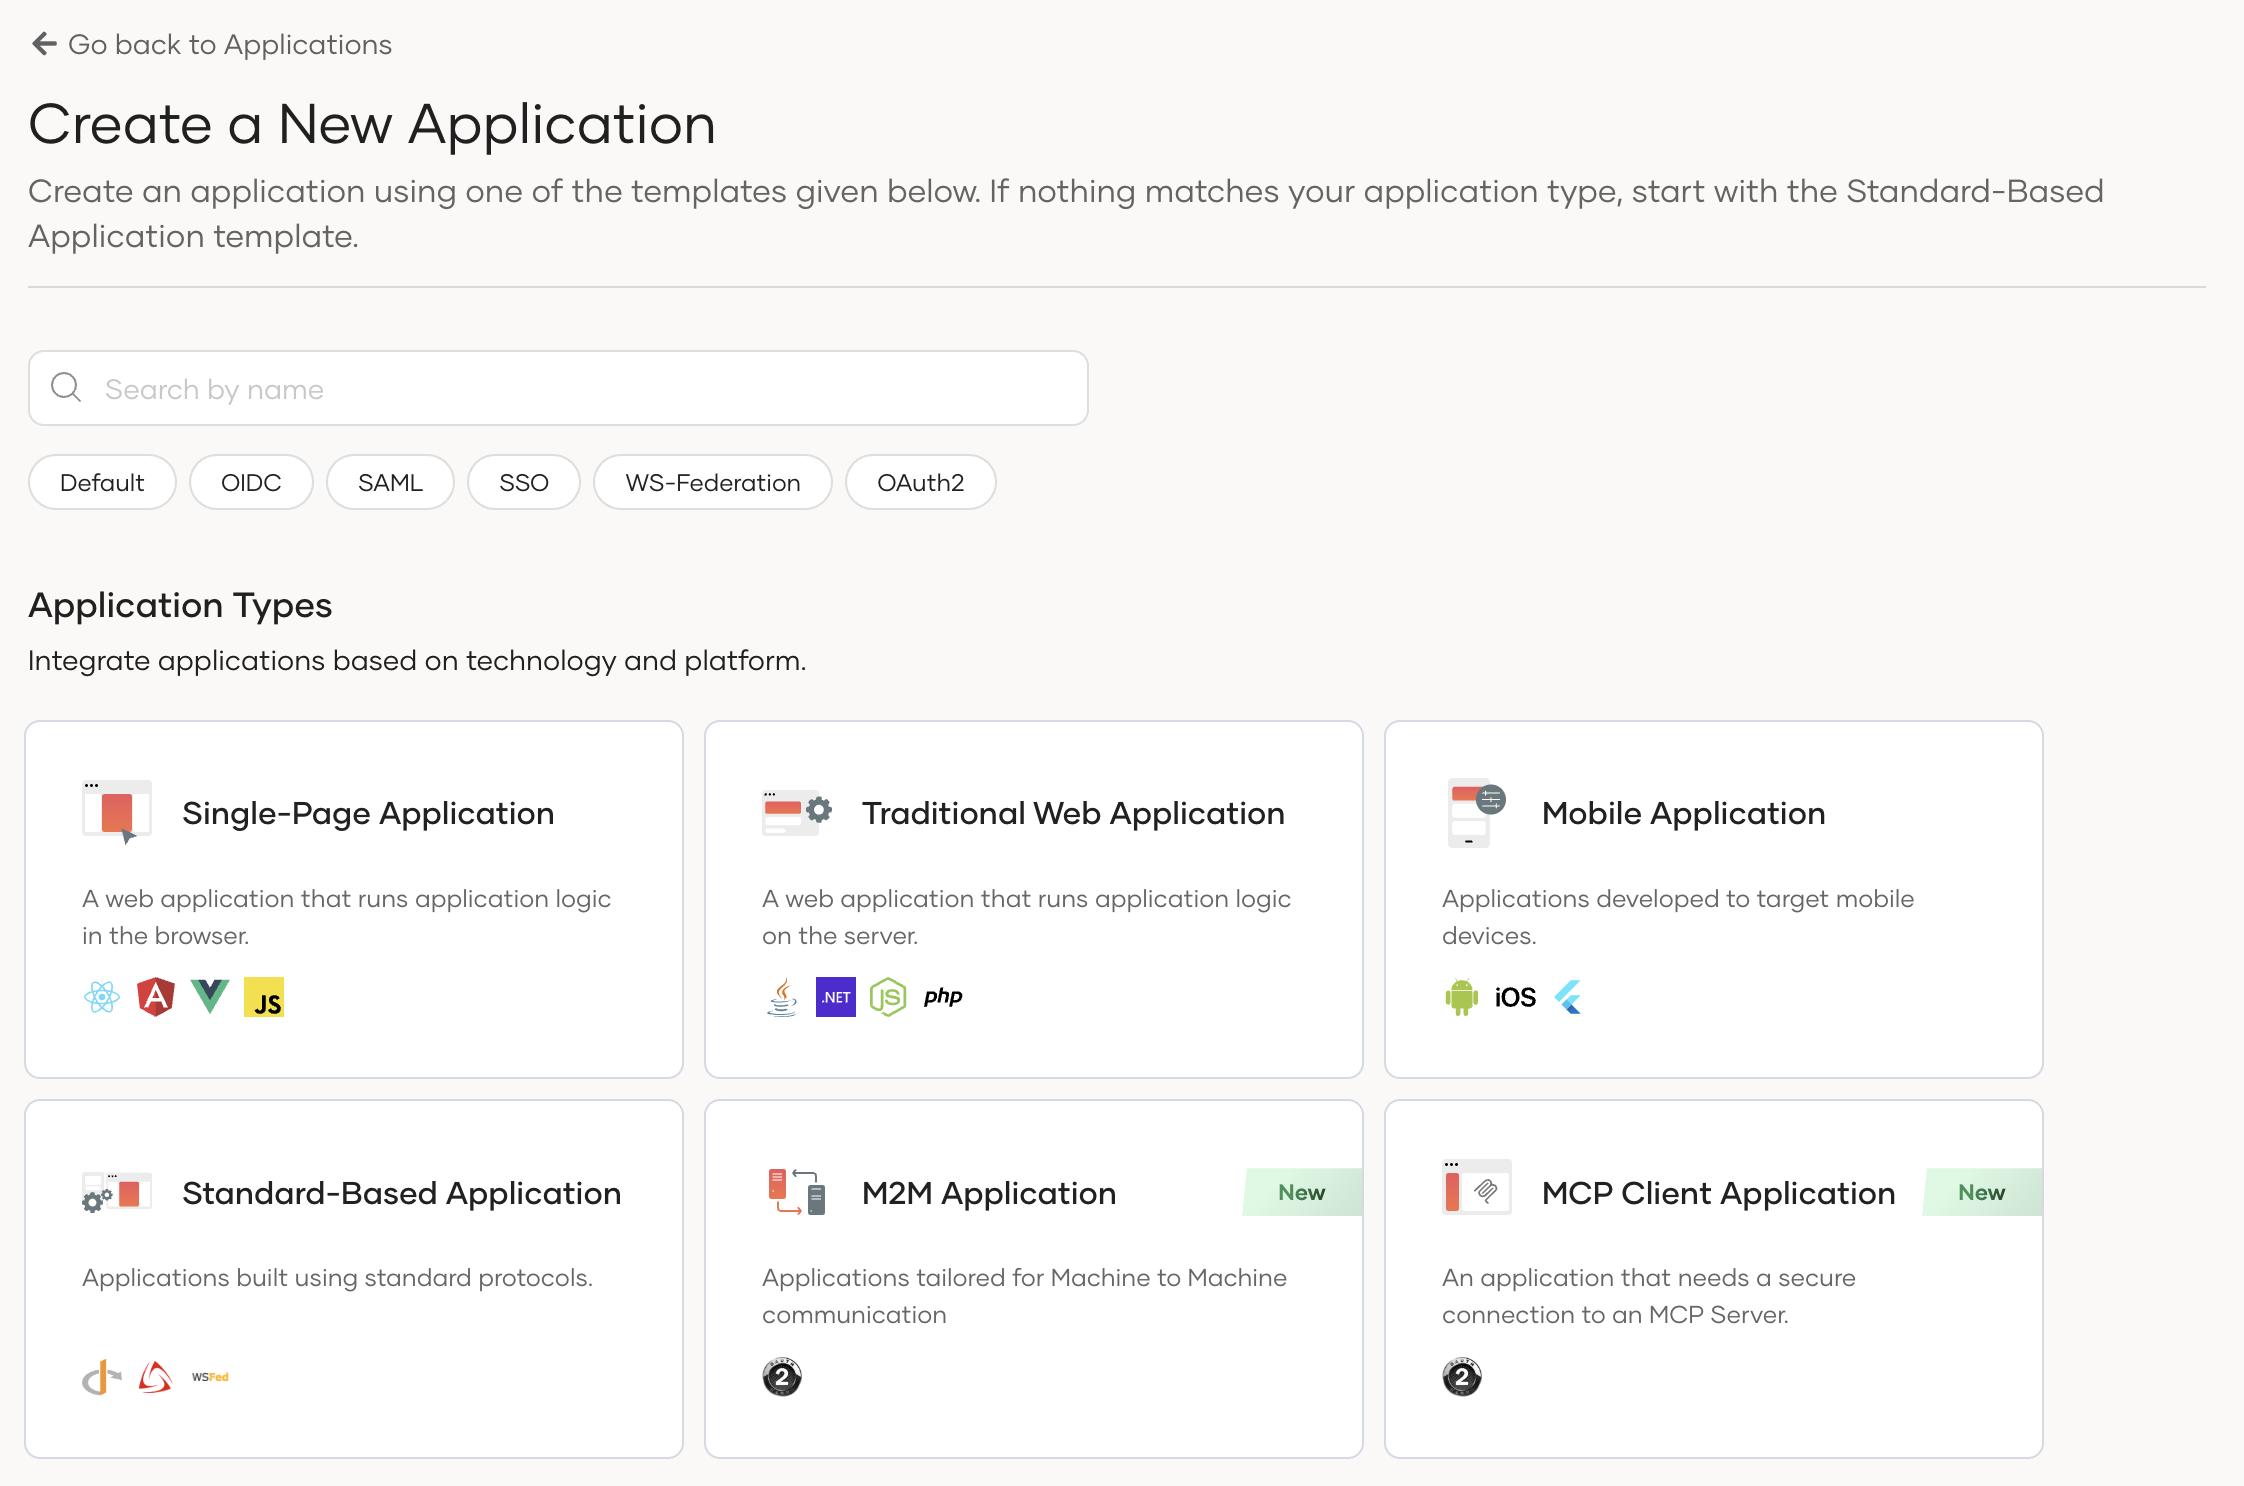 Go back to Applications
Create a New Application
Create an application using one of the templates given below. If nothing matches your application type, start with the Standard-Based
Application template.
Search by name
Default
OIDC
SAML
SSO
WS-Federation
OAuth2
Application Types
Integrate applications based on technology and platform.
Single-Page Application
A web application that runs application logic
in the browser.
JS
Traditional Web Application
A web application that runs application logic
on the server.
.NET
JS
php
Mobile Application
Applications developed to target mobile
devices.
iOS
Standard-Based Application
Applications built using standard protocols.
WSFed
M2M Application
New
Applications tailored for Machine to Machine
communication
2
MCP Client Application
New
An application that needs a secure
connection to an MCP Server.
2